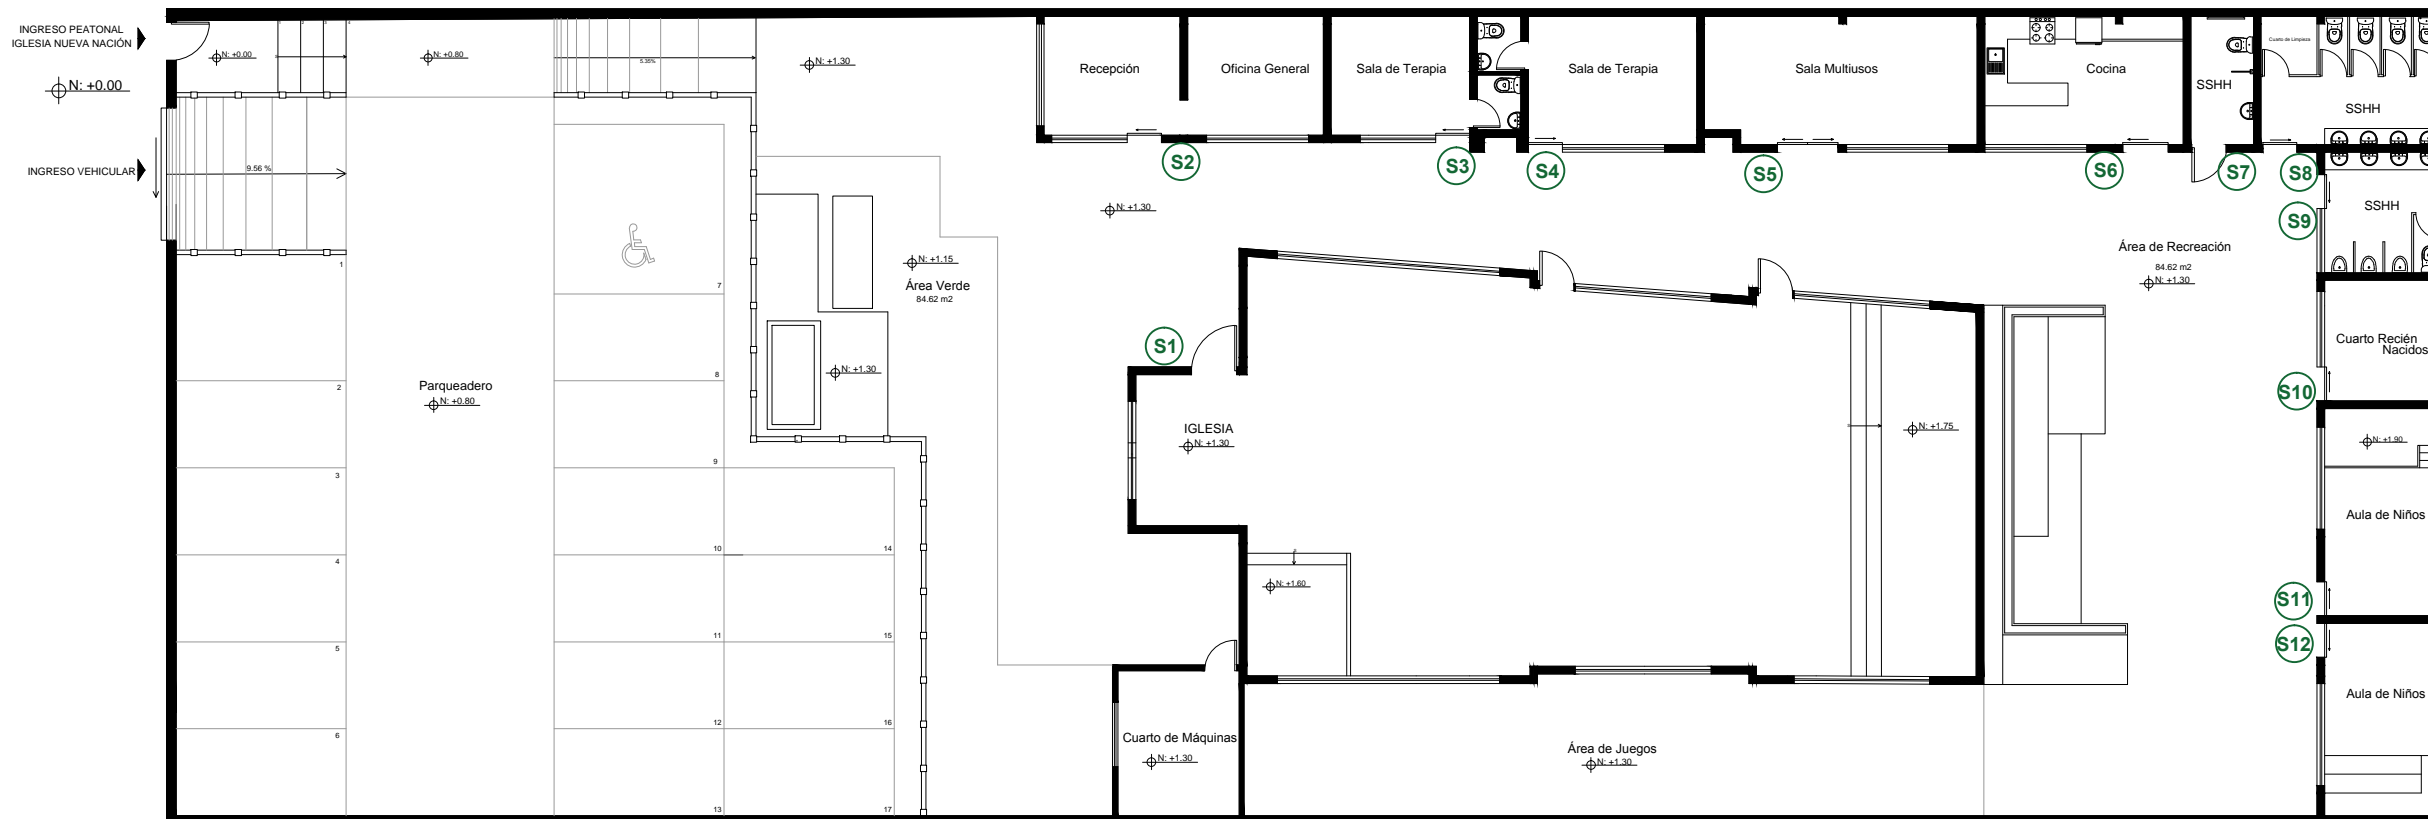 INGRESO PEATONAL
IGLESIA NUEVA NACIÓN
N: +0.00
INGRESO VEHICULAR
N: +0.00
N: +0.80
5.35%
N: +1.30
9.56 %
Recepción
Oficina General
Sala de Terapia
Sala de Terapia
Sala Multiusos
Cocina
SSHH
Cuarto de Limpieza
SSHH
SSHH
S2
S3
S4
S5
S6
S7
S8
S9
N: +1.30
Área de Recreación
84.62 m2
N: +1.30
N: +1.15
Área Verde
84.62 m2
N: +1.30
S1
Parqueadero
N: +0.80
IGLESIA
N: +1.30
N: +1.75
N: +1.60
Cuarto Recién
Nacidos
S10
N: +1.90
Aula de Niños
S11
S12
Aula de Niños
Cuarto de Máquinas
N: +1.30
Área de Juegos
N: +1.30
1
2
3
4
5
6
7
8
9
10
11
12
13
14
15
16
17